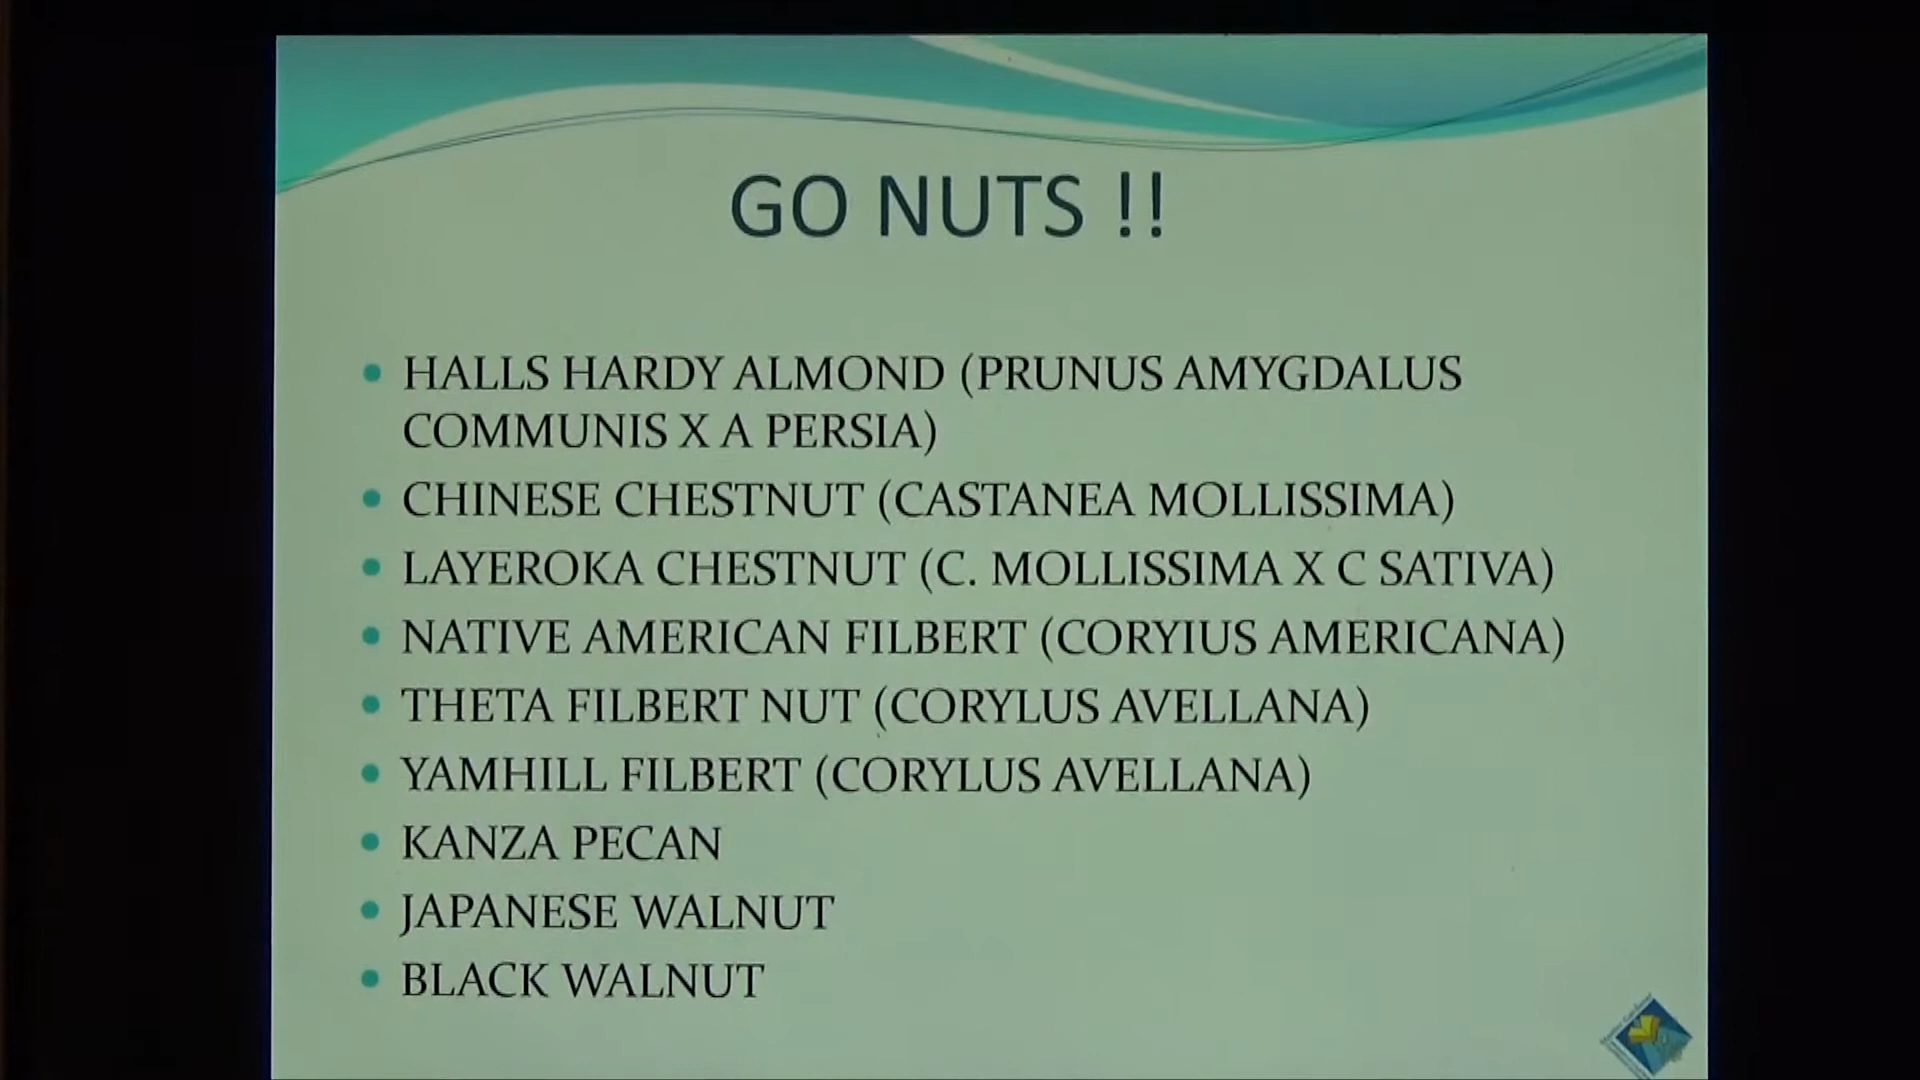 GO NUTS !!
• HALLS HARDY ALMOND (PRUNUS AMYGDALUS
COMMUNIS X A PERSIA)
• CHINESE CHESTNUT (CASTANEA MOLLISSIMA)
• LAYEROKA CHESTNUT (C. MOLLISSIMA X C SATIVA)
• NATIVE AMERICAN FILBERT (CORYIUS AMERICANA)
• THETA FILBERT NUT (CORYLUS AVELLANA)
• YAMHILL FILBERT (CORYLUS AVELLANA)
• KANZA PECAN
• JAPANESE WALNUT
• BLACK WALNUT